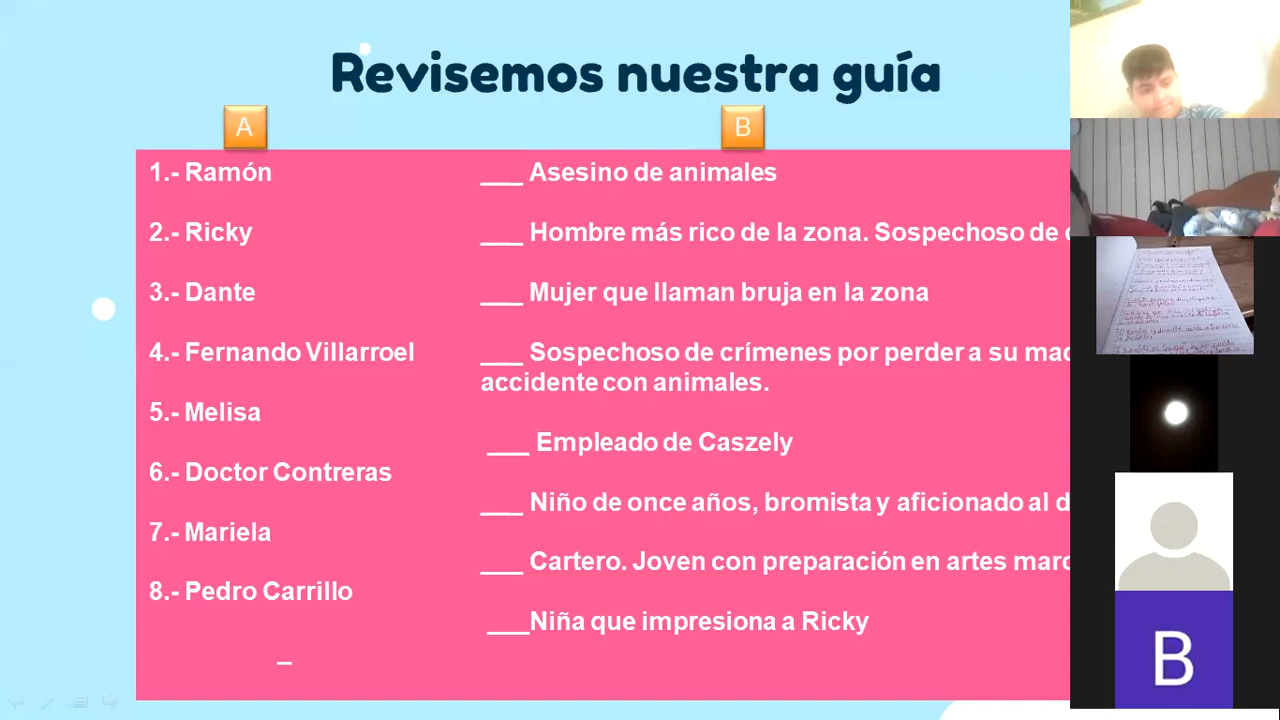 Revisemos nuestra guía
A
B
1.- Ramón
___ Asesino de animales
2.- Ricky
___ Hombre más rico de la zona. Sospechoso de
3.- Dante
___ Mujer que llaman bruja en la zona
4.- Fernando Villarroel
___ Sospechoso de crímenes por perder a su
accidente con animales.
5.- Melisa
___ Empleado de Caszely
6.- Doctor Contreras
___ Niño de once años, bromista y aficionado al
7.- Mariela
___ Cartero. Joven con preparación en artes
8.- Pedro Carrillo
___Niña que impresiona a Ricky
_
B